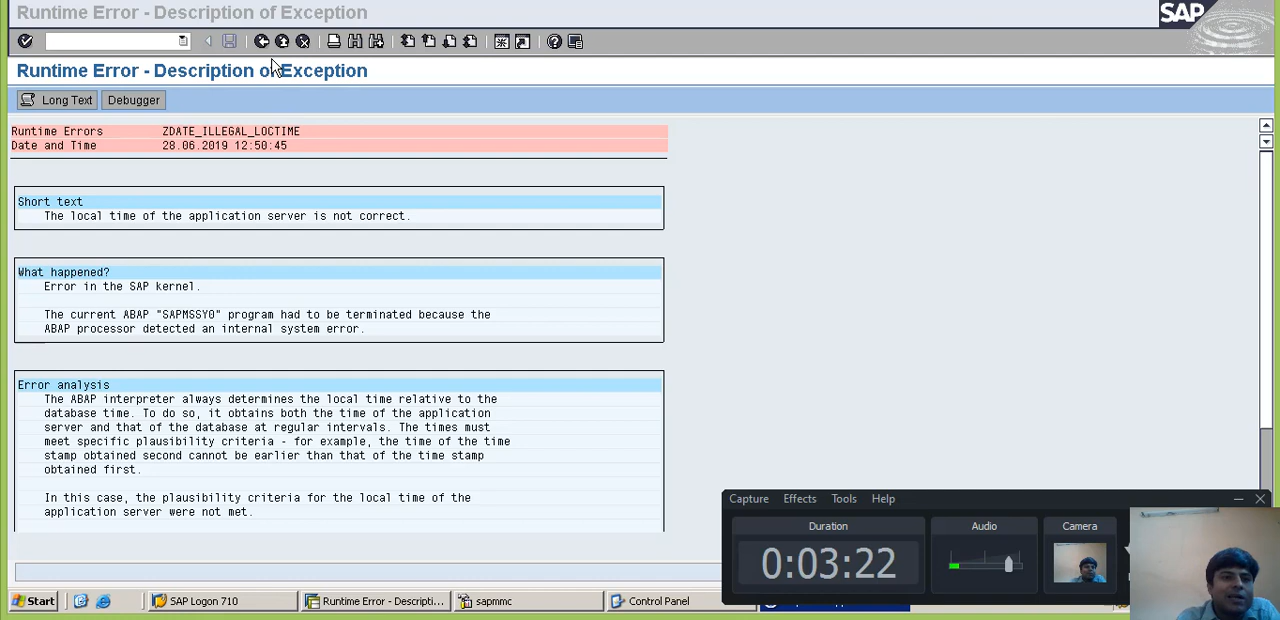 Runtime Error - Description of Exception
SAP
Runtime Error - Description of Exception
Long Text
Debugger
Runtime Errors ZDATE_ILLEGAL_LOCTIME
Date and Time 28.06.2019 12:50:45
Short text
The local time of the application server is not correct.
What happened?
Error in the SAP kernel.
The current ABAP "SAPMSSY0" program had to be terminated because the
ABAP processor detected an internal system error.
Error analysis
The ABAP interpreter always determines the local time relative to the
database time. To do so, it obtains both the time of the application
server and that of the database at regular intervals. The times must
meet specific plausibility criteria - for example, the time of the time
stamp obtained second cannot be earlier than that of the time stamp
obtained first.
In this case, the plausibility criteria for the local time of the
application server were not met.
Capture Effects Tools Help
Duration Audio Camera
0:03:22
Start
SAP Logon 710
Runtime Error - Descripti...
sapmmc
Control Panel